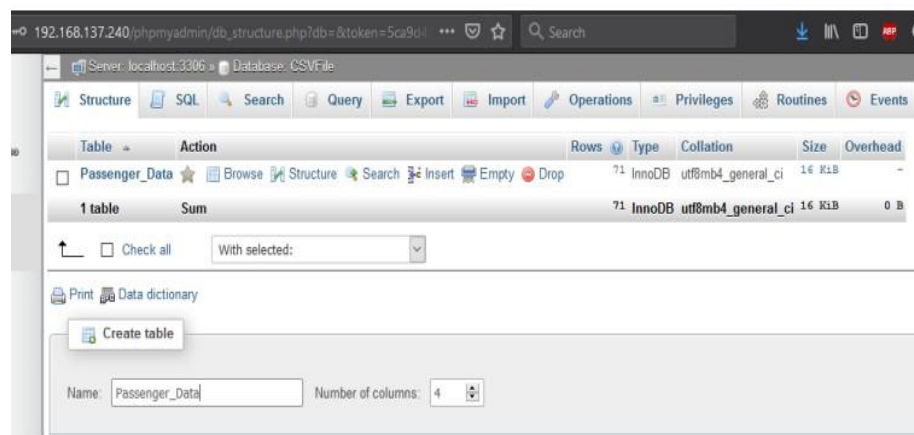 192.168.137.240/phpmyadmin/db_structure.php?db=&token=5ca9d
Search
ABP
Server: localhost:3306 » Database: CSVFile
Structure SQL Search Query Export Import Operations Privileges Routines Events
Table Action Rows Type Collation Size Overhead
Passenger_Data Browse Structure Search Insert Empty Drop 71 InnoDB utf8mb4_general_ci 16 KiB -
1 table Sum 71 InnoDB utf8mb4_general_ci 16 KiB 0 B
Check all With selected:
Print Data dictionary
Create table
Name: Passenger_Data Number of columns: 4